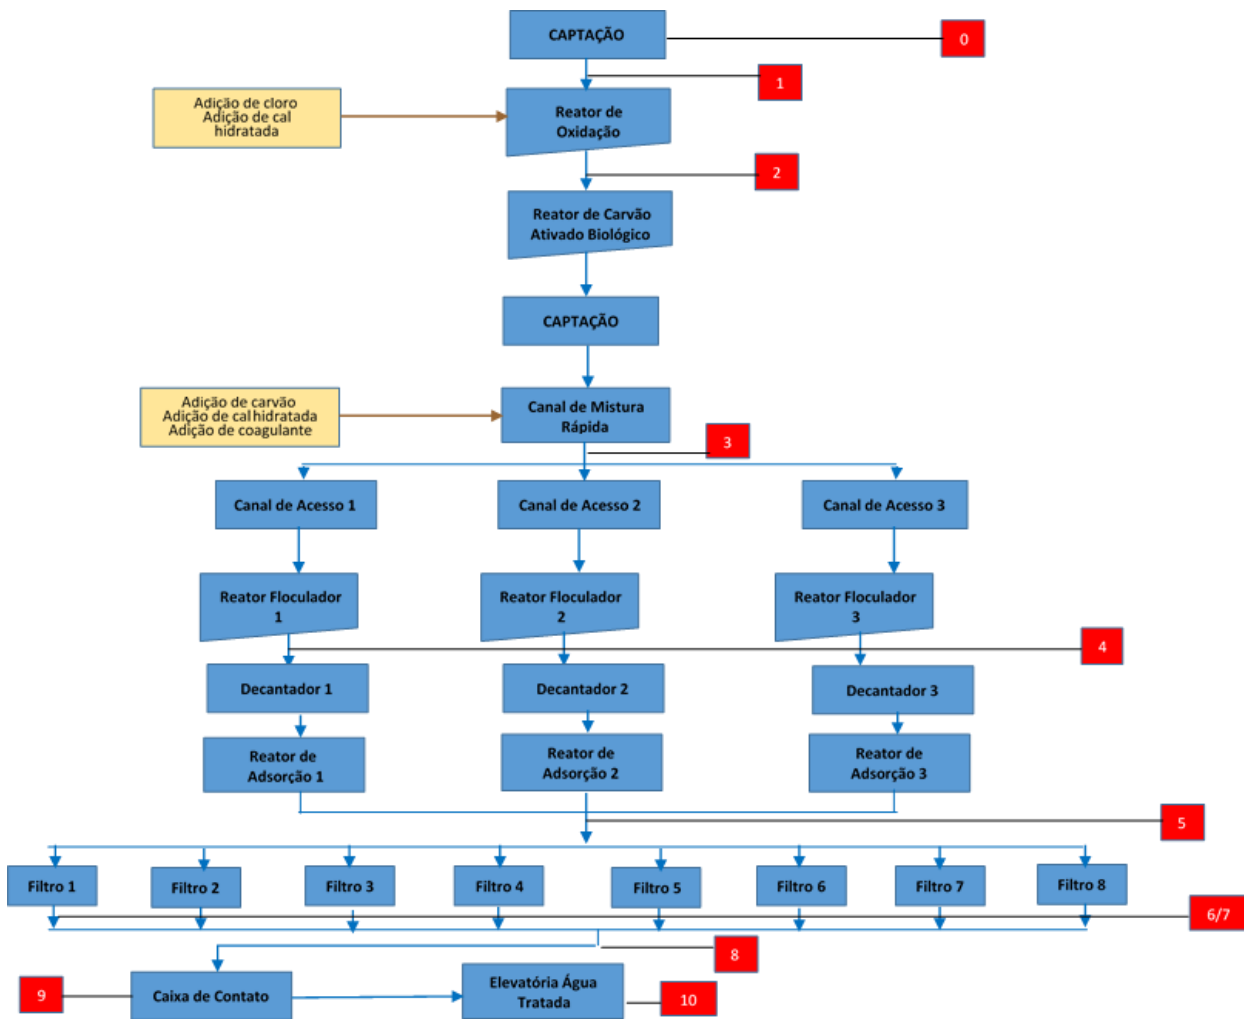 CAPTAÇÃO
0
1
Adição de cloro
Adição de cal
hidratada
Reator de
Oxidação
2
Reator de Carvão
Ativado Biológico
CAPTAÇÃO
Adição de carvão
Adição de cal hidratada
Adição de coagulante
Canal de Mistura
Rápida
3
Canal de Acesso 1
Canal de Acesso 2
Canal de Acesso 3
Reator Floculador
1
Reator Floculador
2
Reator Floculador
3
4
Decantador 1
Decantador 2
Decantador 3
Reator de
Adsorção 1
Reator de
Adsorção 2
Reator de
Adsorção 3
5
Filtro 1
Filtro 2
Filtro 3
Filtro 4
Filtro 5
Filtro 6
Filtro 7
Filtro 8
6/7
8
9
Caixa de Contato
Elevatória Água
Tratada
10